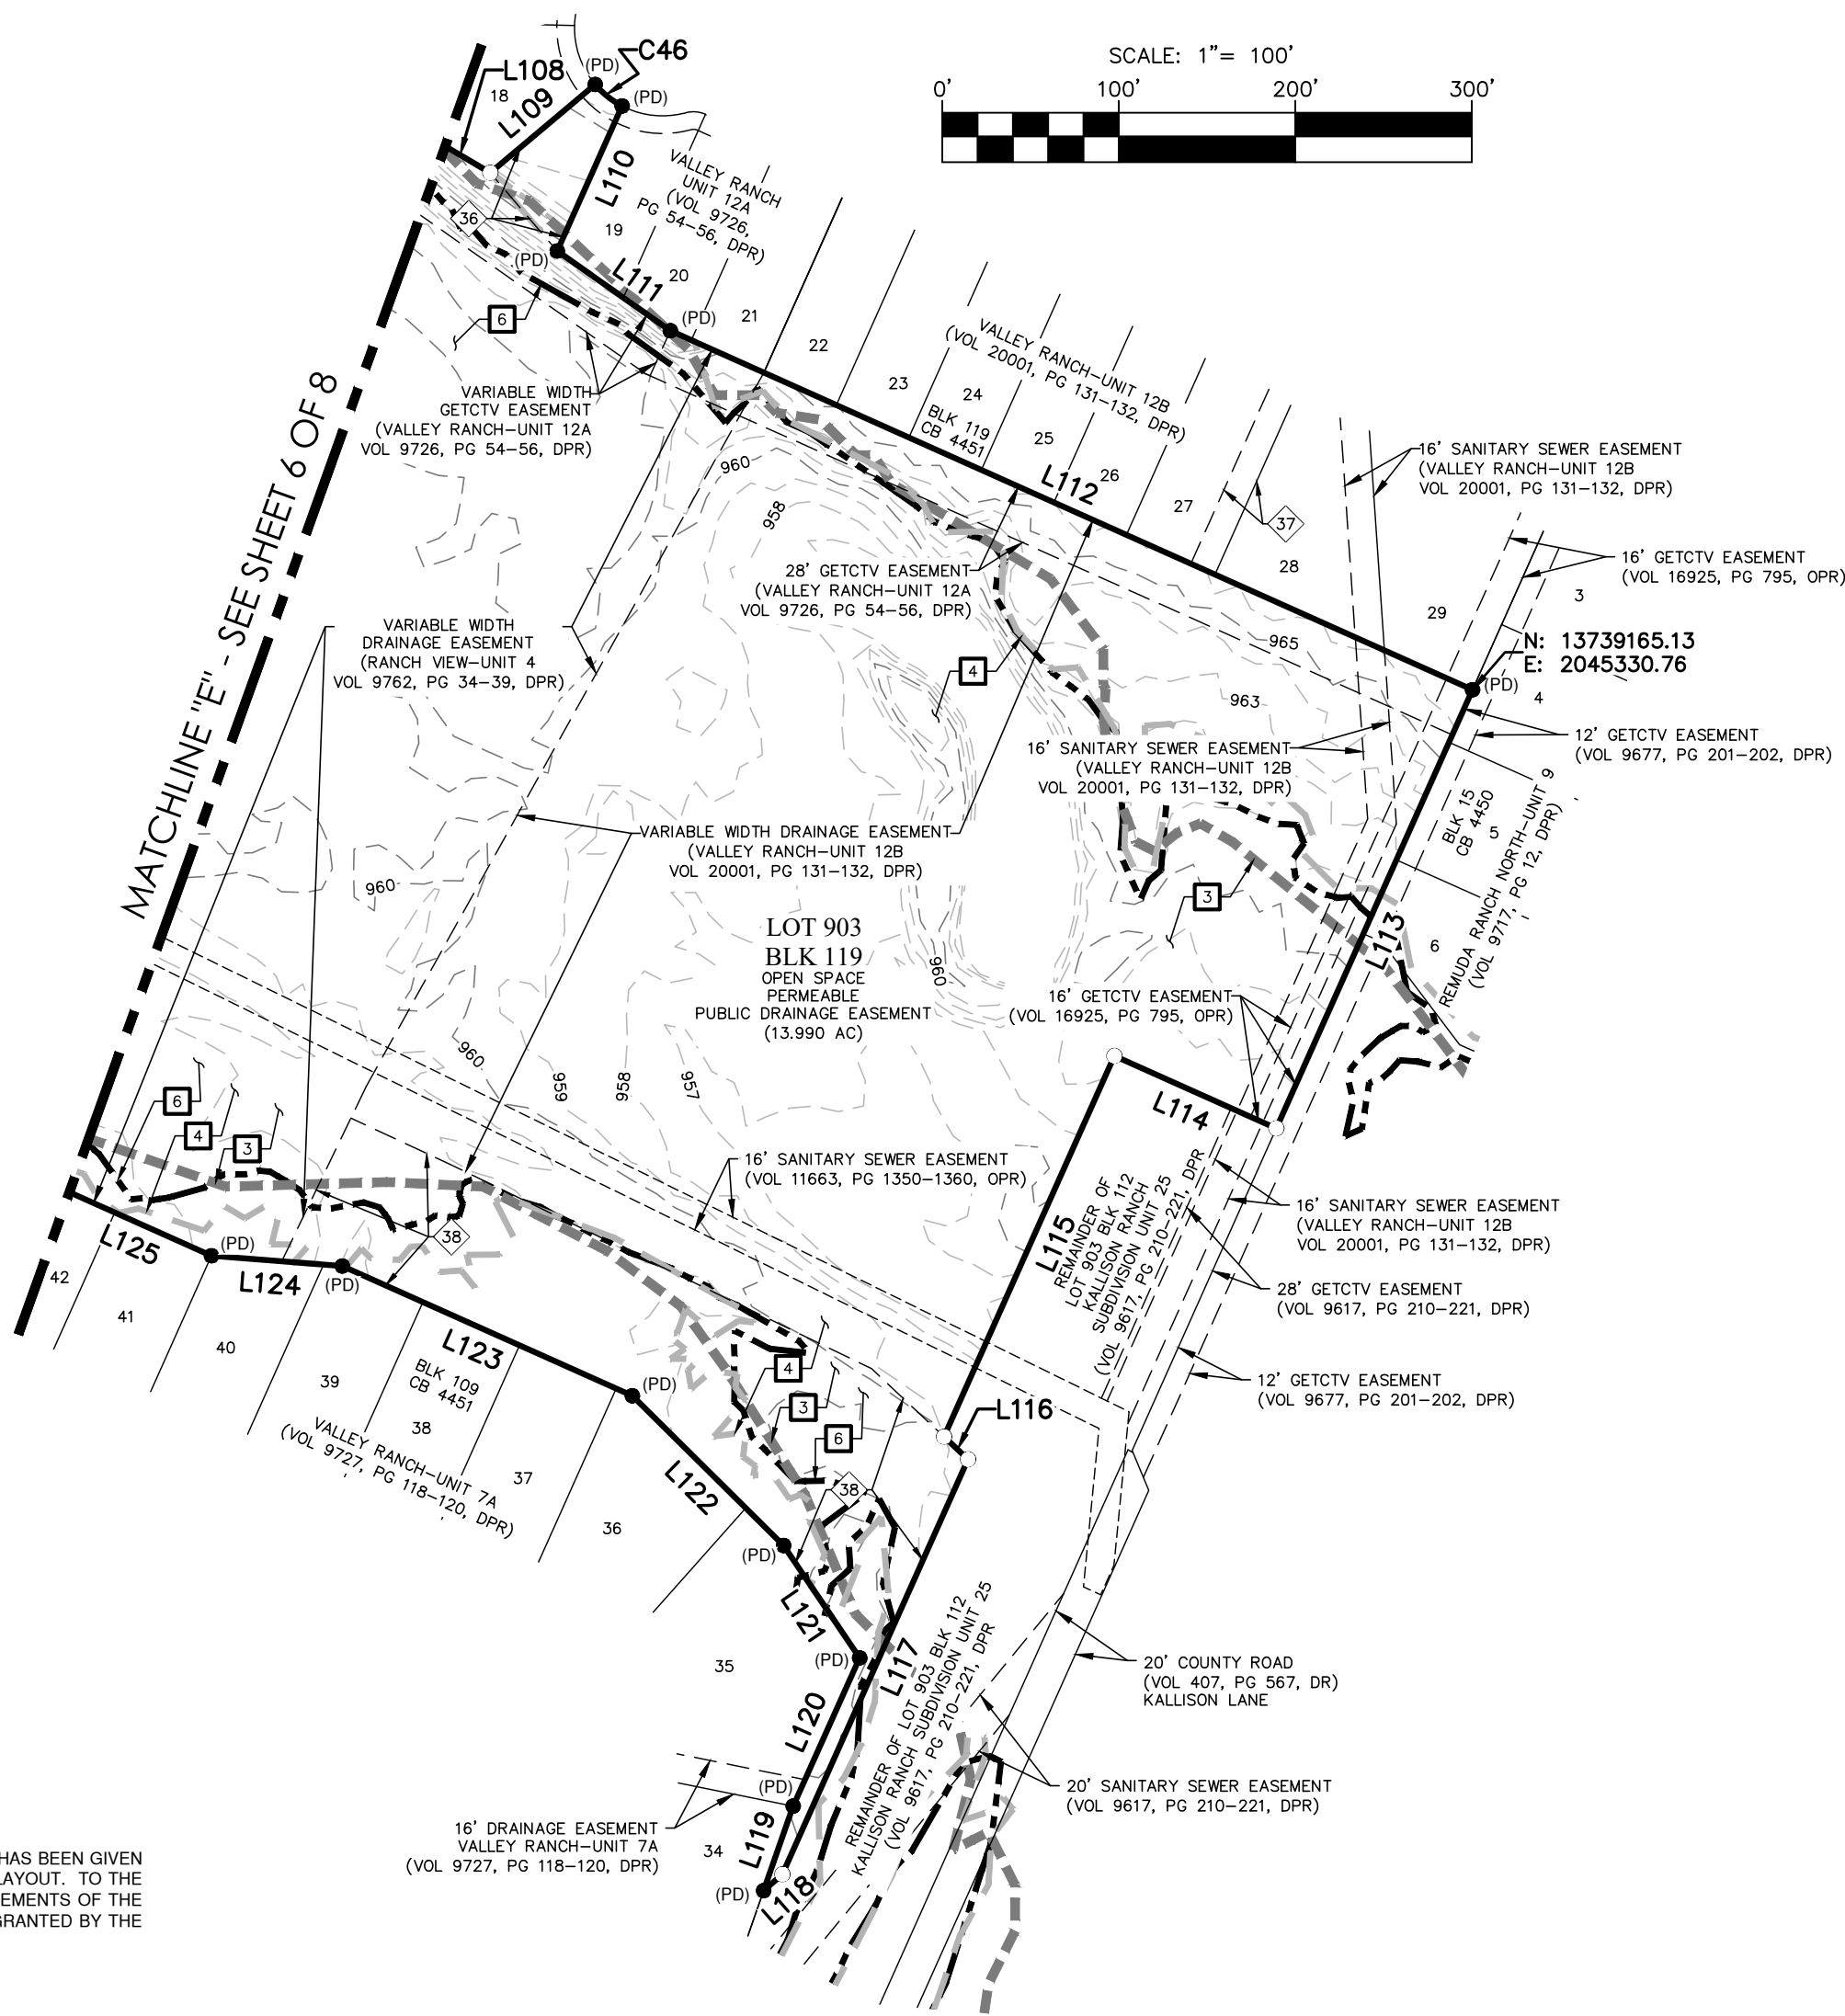 SCALE: 1"= 100'
0'
100'
200'
300'
C46
(PD)
(PD)
L108
18
L109
L110
VALLEY RANCH
UNIT 12A
(VOL 9726,
PG 54-56, DPR)
36
19
(PD)
L111
20
(PD)
21
22
23
24
BLK 119
CB 4451
25
26
27
28
29
VALLEY RANCH-UNIT 12B
(VOL 20001, PG 131-132, DPR)
L112
37
6
VARIABLE WIDTH
GETCTV EASEMENT
(VALLEY RANCH-UNIT 12A
VOL 9726, PG 54-56, DPR)
16' SANITARY SEWER EASEMENT
(VALLEY RANCH-UNIT 12B
VOL 20001, PG 131-132, DPR)
16' GETCTV EASEMENT
(VOL 16925, PG 795, OPR)
3
N: 13739165.13
E: 2045330.76
(PD)
4
12' GETCTV EASEMENT
(VOL 9677, PG 201-202, DPR)
MATCHLINE "E" - SEE SHEET 6 OF 8
960
958
28' GETCTV EASEMENT
(VALLEY RANCH-UNIT 12A
VOL 9726, PG 54-56, DPR)
965
4
963
VARIABLE WIDTH
DRAINAGE EASEMENT
(RANCH VIEW-UNIT 4
VOL 9762, PG 34-39, DPR)
16' SANITARY SEWER EASEMENT
(VALLEY RANCH-UNIT 12B
VOL 20001, PG 131-132, DPR)
BLK 15
CB 4450
5
6
REMUDA RANCH NORTH-UNIT 9
(VOL 9717, PG 12, DPR)
VARIABLE WIDTH DRAINAGE EASEMENT
(VALLEY RANCH-UNIT 12B
VOL 20001, PG 131-132, DPR)
960
3
L113
LOT 903
BLK 119
OPEN SPACE
PERMEABLE
PUBLIC DRAINAGE EASEMENT
(13.990 AC)
960
16' GETCTV EASEMENT
(VOL 16925, PG 795, OPR)
960
959
958
957
L114
6
4
3
16' SANITARY SEWER EASEMENT
(VOL 11663, PG 1350-1360, OPR)
L115
REMAINDER OF
LOT 903 BLK 112
KALLISON RANCH
SUBDIVISION UNIT 25
(VOL 9617, PG 210-221, DPR
16' SANITARY SEWER EASEMENT
(VALLEY RANCH-UNIT 12B
VOL 20001, PG 131-132, DPR)
28' GETCTV EASEMENT
(VOL 9617, PG 210-221, DPR)
12' GETCTV EASEMENT
(VOL 9677, PG 201-202, DPR)
38
L125
(PD)
L124
(PD)
42
41
40
39
L123
BLK 109
CB 4451
38
VALLEY RANCH-UNIT 7A
(VOL 9727, PG 118-120, DPR)
37
(PD)
36
4
3
6
L116
L122
38
(PD)
L121
35
(PD)
L117
REMAINDER OF LOT 903 BLK 112
KALLISON RANCH SUBDIVISION UNIT 25
(VOL 9617, PG 210-221, DPR
20' COUNTY ROAD
(VOL 407, PG 567, DR)
KALLISON LANE
L120
(PD)
20' SANITARY SEWER EASEMENT
(VOL 9617, PG 210-221, DPR)
16' DRAINAGE EASEMENT
VALLEY RANCH-UNIT 7A
(VOL 9727, PG 118-120, DPR)
34
L119
(PD)
L118
HAS BEEN GIVEN
LAYOUT. TO THE
EMENTS OF THE
GRANTED BY THE